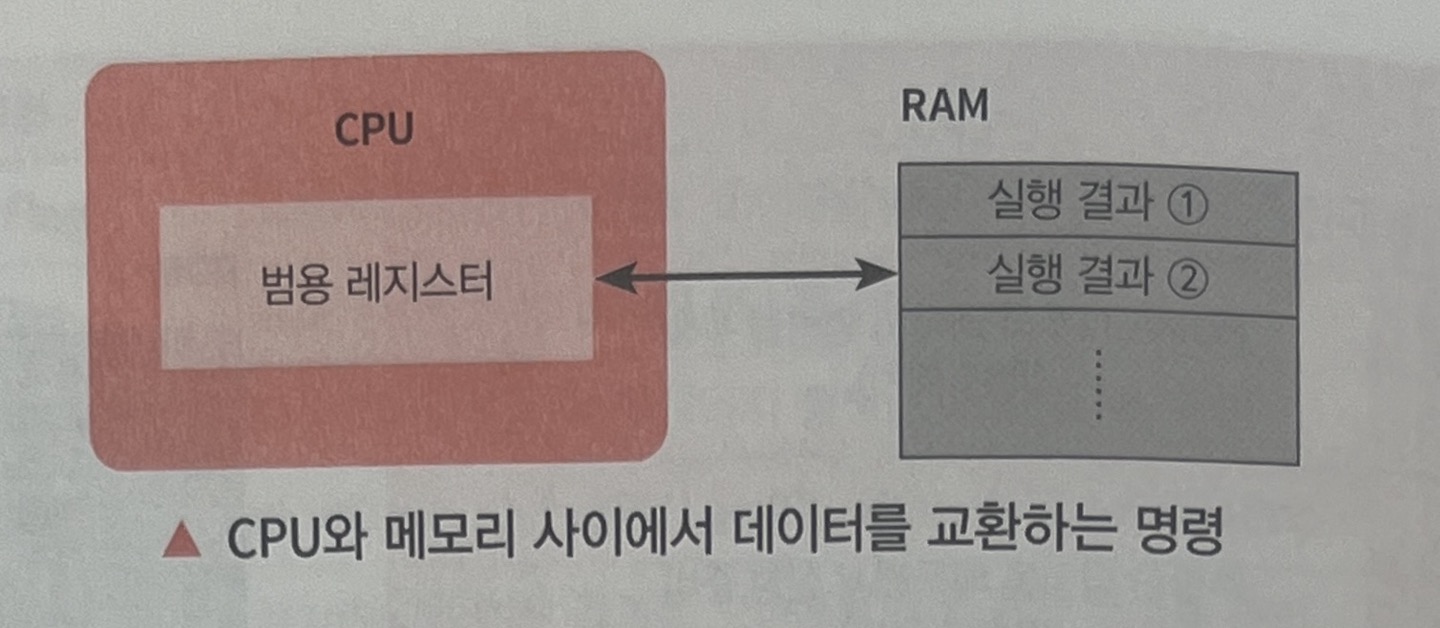 CPU
범용 레지스터
RAM
실행 결과 ①
실행 결과 ②
▲ CPU와 메모리 사이에서 데이터를 교환하는 명령